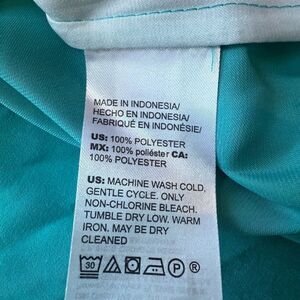 MADE IN INDONESIA/
HECHO EN INDONESIA/
FABRIQUÉ EN INDONÉSIE/
US: 100% POLYESTER
MX: 100% poliéster CA:
100% POLYESTER
US: MACHINE WASH COLD,
GENTLE CYCLE. ONLY
NON-CHLORINE BLEACH.
TUMBLE DRY LOW. WARM
IRON. MAY BE DRY
CLEANED
30 P ®